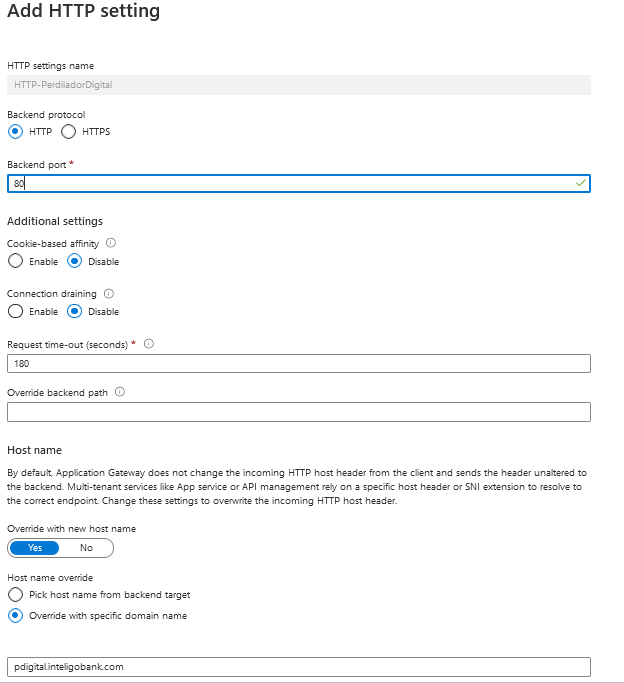 Add HTTP setting
HTTP settings name
HTTP-PerdiladorDigital
Backend protocol
HTTP HTTPS
Backend port *
80
Additional settings
Cookie-based affinity
Enable Disable
Connection draining
Enable Disable
Request time-out (seconds) *
180
Override backend path
Host name
By default, Application Gateway does not change the incoming HTTP host header from the client and sends the header unaltered to
the backend. Multi-tenant services like App service or API management rely on a specific host header or SNI extension to resolve to
the correct endpoint. Change these settings to overwrite the incoming HTTP host header.
Override with new host name
Yes No
Host name override
Pick host name from backend target
Override with specific domain name
pdigital.inteligobank.com